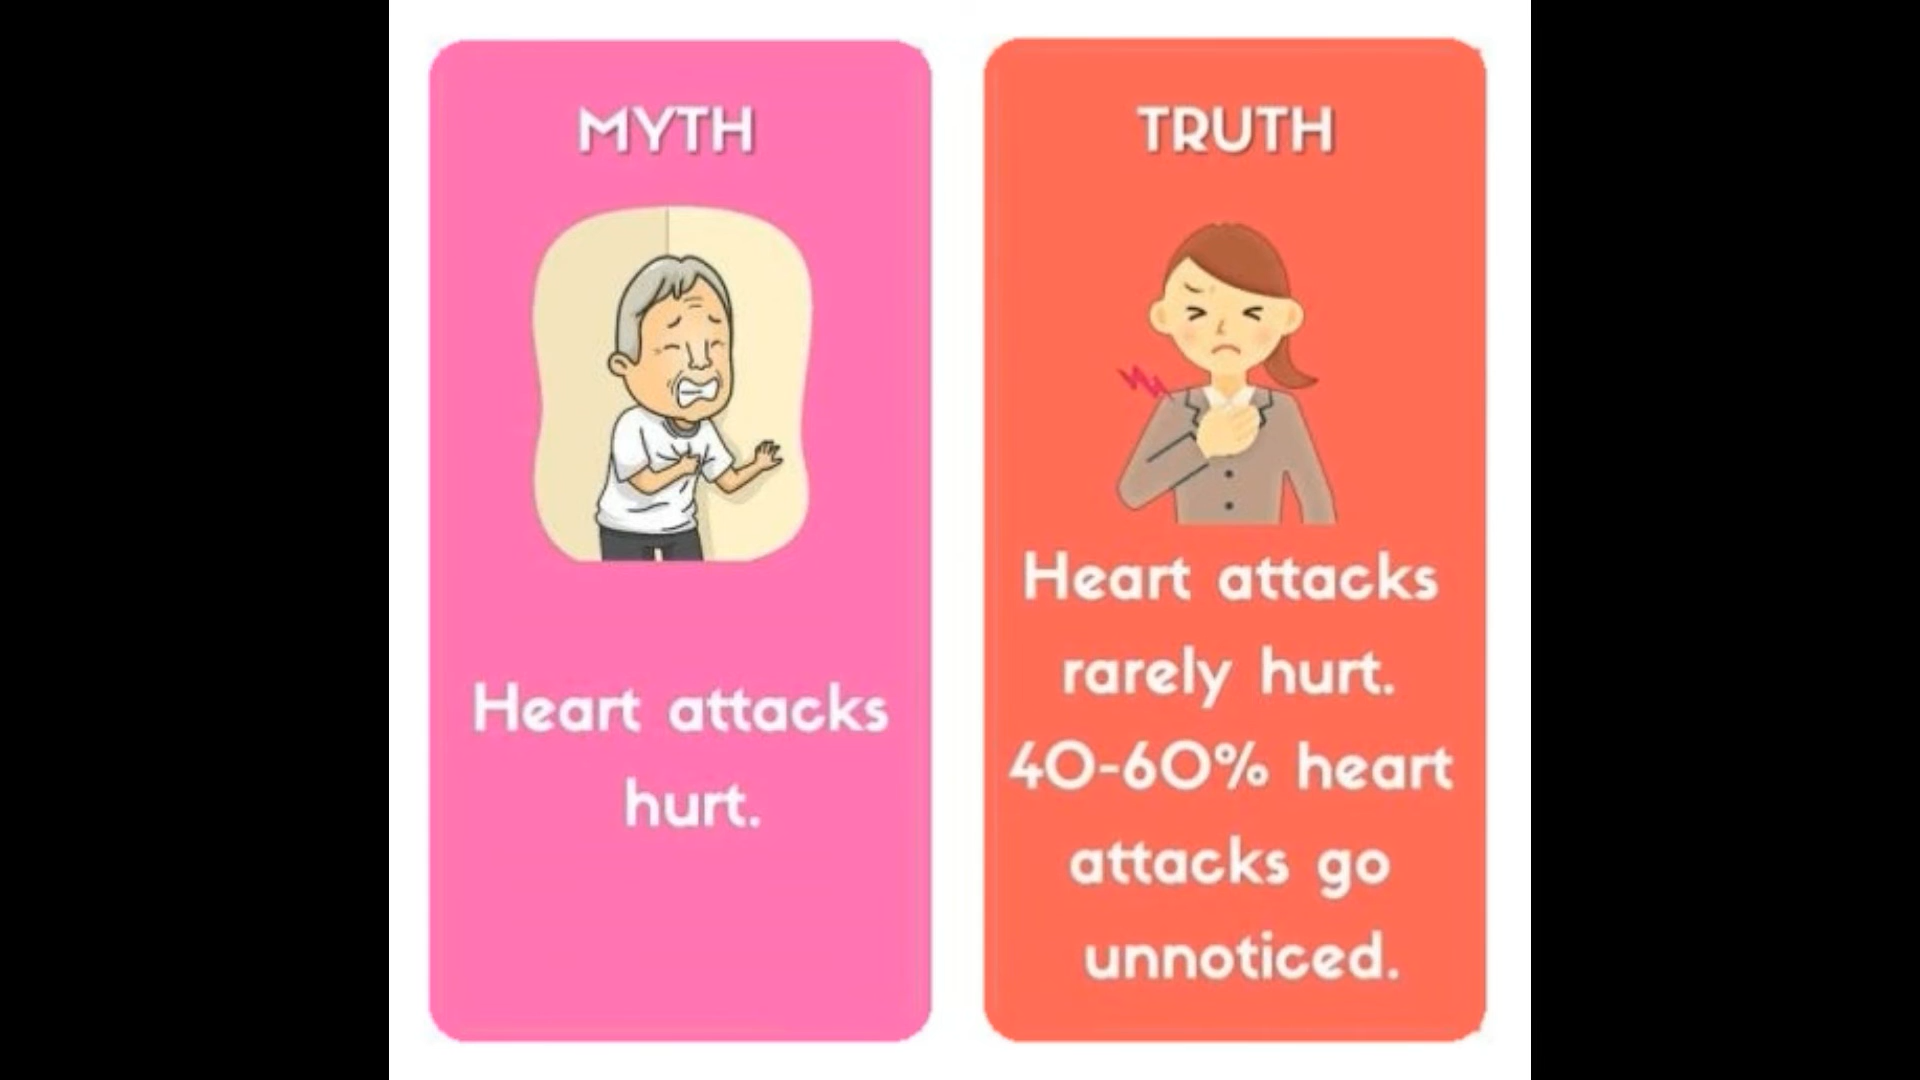 MYTH
Heart attacks
hurt.
TRUTH
Heart attacks
rarely hurt.
40-60% heart
attacks go
unnoticed.